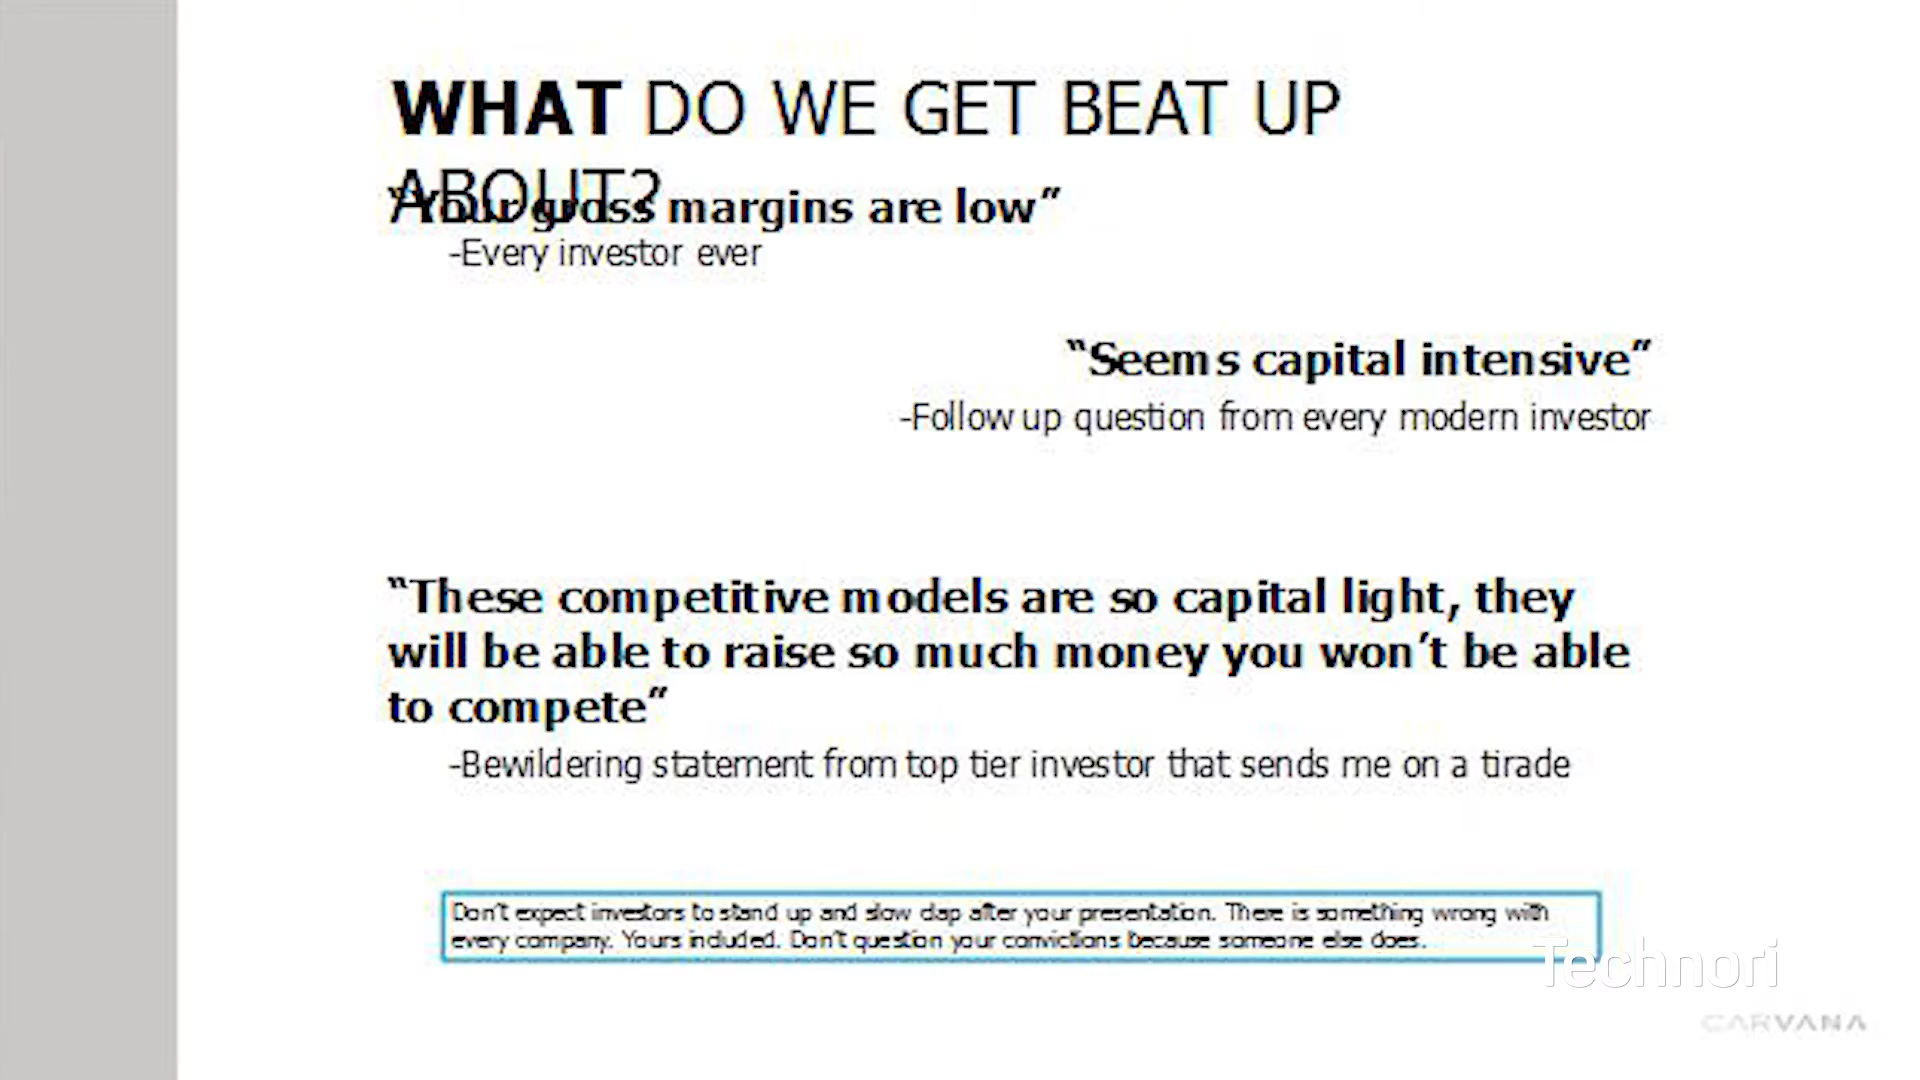 WHAT DO WE GET BEAT UP
ABOUT?
“Your gross margins are low”
-Every investor ever
“Seems capital intensive”
-Follow up question from every modern investor
“These competitive models are so capital light, they
will be able to raise so much money you won’t be able
to compete”
-Bewildering statement from top tier investor that sends me on a tirade
Don’t expect investors to stand up and slow clap after your presentation. There is something wrong with
every company. Yours included. Don’t question your convictions because someone else does.
Technori
CARVANA